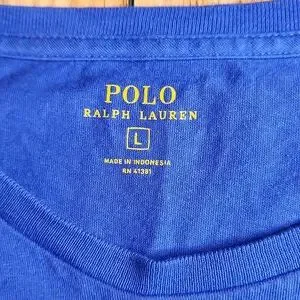 POLO
RALPH LAUREN
L
MADE IN INDONESIA
RN 41381